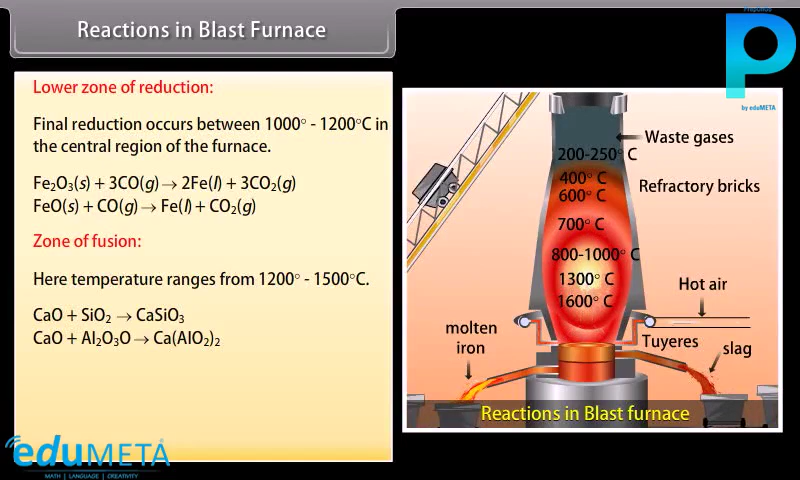 Reactions in Blast Furnace
P
by eduMETA
Lower zone of reduction:
Final reduction occurs between 1000° - 1200°C in
the central region of the furnace.
Fe₂O₃(s) + 3CO(g) → 2Fe(l) + 3CO₂(g)
FeO(s) + CO(g) → Fe(l) + CO₂(g)
Zone of fusion:
Here temperature ranges from 1200° - 1500°C.
CaO + SiO₂ → CaSiO₃
CaO + Al₂O₃O → Ca(AlO₂)₂
Waste gases
200-250° C
400° C
Refractory bricks
600° C
700° C
800-1000° C
1300° C
Hot air
1600° C
molten
iron
Tuyeres
slag
Reactions in Blast furnace
eduMETA
MATH | LANGUAGE | CREATIVITY